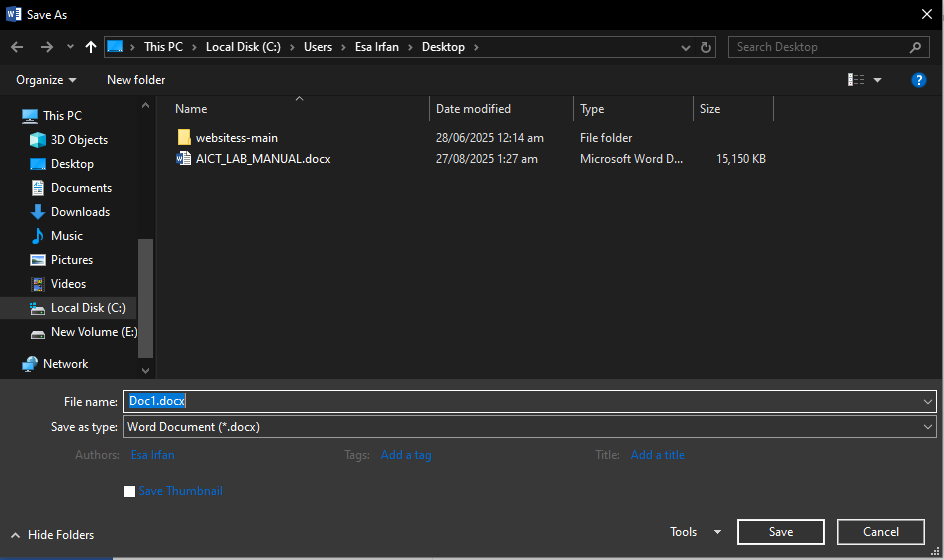 Save As
This PC > Local Disk (C:) > Users > Esa Irfan > Desktop >
Search Desktop
Organize
New folder
?
Name
Date modified
Type
Size
This PC
3D Objects
Desktop
Documents
Downloads
Music
Pictures
Videos
Local Disk (C:)
New Volume (E:)
Network
websitess-main 28/06/2025 12:14 am File folder
AICT_LAB_MANUAL.docx 27/08/2025 1:27 am Microsoft Word D... 15,150 KB
File name: Doc1.docx
Save as type: Word Document (*.docx)
Authors: Esa Irfan Tags: Add a tag Title: Add a title
Save Thumbnail
Hide Folders
Tools
Save
Cancel